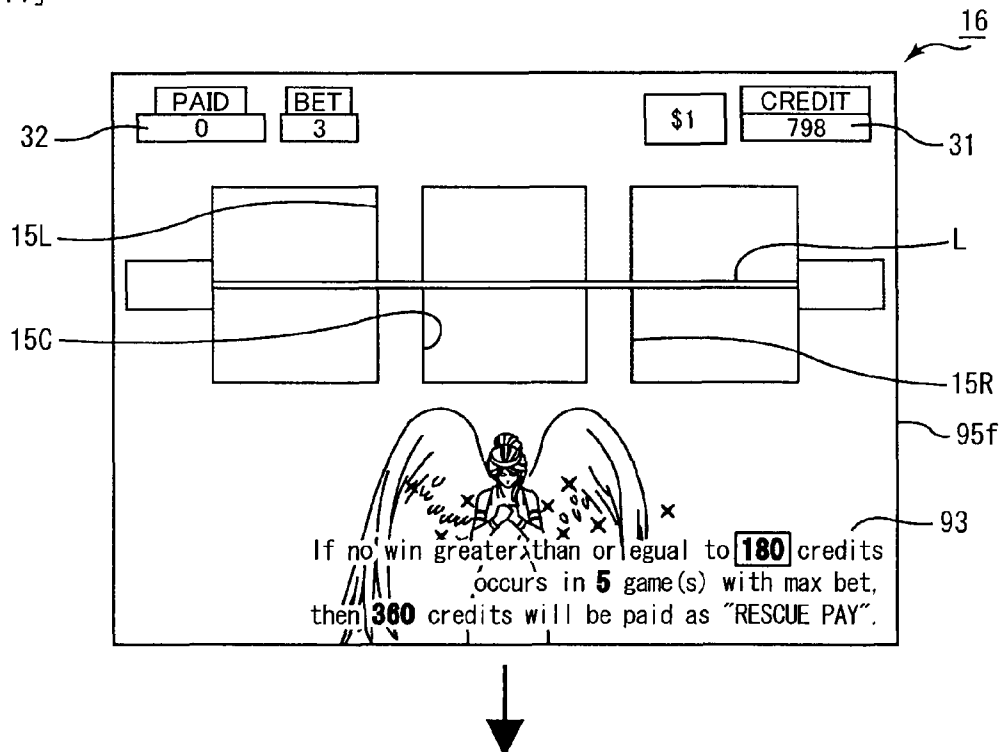 16
PAID BET $1 CREDIT
32 0 3 798 31
15L L
15C
15R
95f
93
If no win greater than or egual to 180 credits
occurs in 5 game(s) with max bet,
then 360 credits will be paid as "RESCUE PAY".